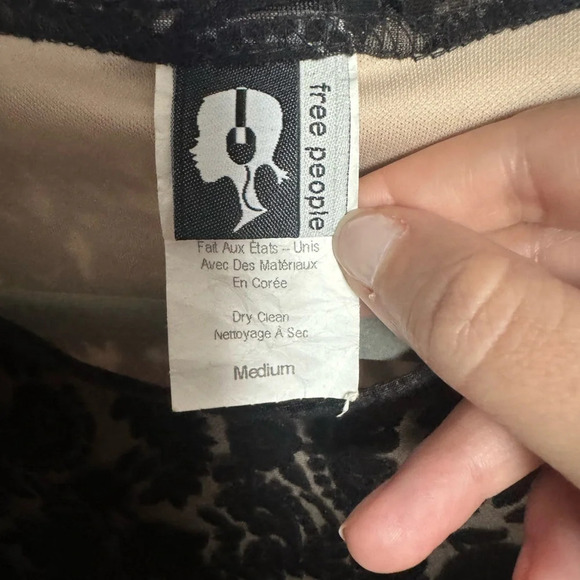 free people
Fait Aux États - Unis
Avec Des Matériaux
En Corée
Dry Clean
Nettoyage À Sec
Medium